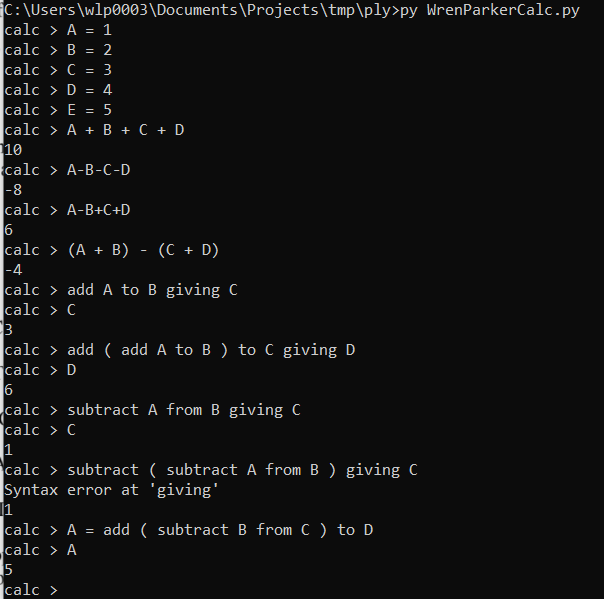 C:\Users\wlp0003\Documents\Projects\tmp\ply>py WrenParkerCalc.py
calc > A = 1
calc > B = 2
calc > C = 3
calc > D = 4
calc > E = 5
calc > A + B + C + D
10
calc > A-B-C-D
-8
calc > A-B+C+D
6
calc > (A + B) - (C + D)
-4
calc > add A to B giving C
calc > C
3
calc > add ( add A to B ) to C giving D
calc > D
6
calc > subtract A from B giving C
calc > C
1
calc > subtract ( subtract A from B ) giving C
Syntax error at 'giving'
1
calc > A = add ( subtract B from C ) to D
calc > A
5
calc >